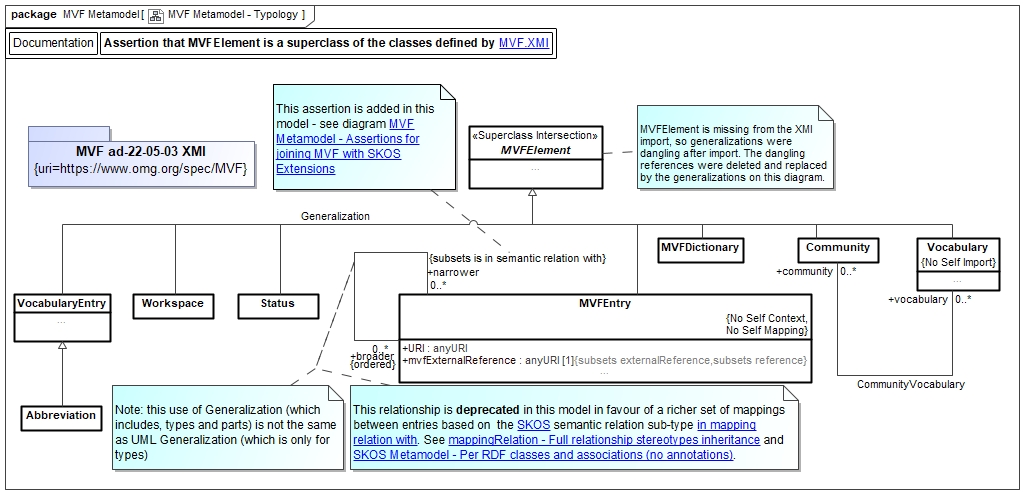 package MVF Metamodel [ MVF Metamodel - Typology ]
Documentation Assertion that MVFElement is a superclass of the classes defined by MVF.XMI
This assertion is added in this
model - see diagram MVF
Metamodel - Assertions for
joining MVF with SKOS
Extensions
MVF ad-22-05-03 XMI
{uri=https://www.omg.org/spec/MVF}
«Superclass Intersection»
MVFElement
...
MVFElement is missing from the XMI
import, so generalizations were
dangling after import. The dangling
references were deleted and replaced
by the generalizations on this diagram.
Generalization
VocabularyEntry
...
Workspace
Status
{subsets is in semantic relation with}
+narrower
0..*
MVFDictionary
Community
+community 0..*
Vocabulary
{No Self Import}
...
+vocabulary 0..*
MVFEntry
{No Self Context,
No Self Mapping}
+URI : anyURI
+mvfExternalReference : anyURI [1]{subsets externalReference,subsets reference}
...
0..*
+broader
{ordered}
CommunityVocabulary
Abbreviation
Note: this use of Generalization (which
includes, types and parts) is not the same
as UML Generalization (which is only for
types)
This relationship is deprecated in this model in favour of a richer set of mappings
between entries based on the SKOS semantic relation sub-type in mapping
relation with. See mappingRelation - Full relationship stereotypes inheritance and
SKOS Metamodel - Per RDF classes and associations (no annotations).